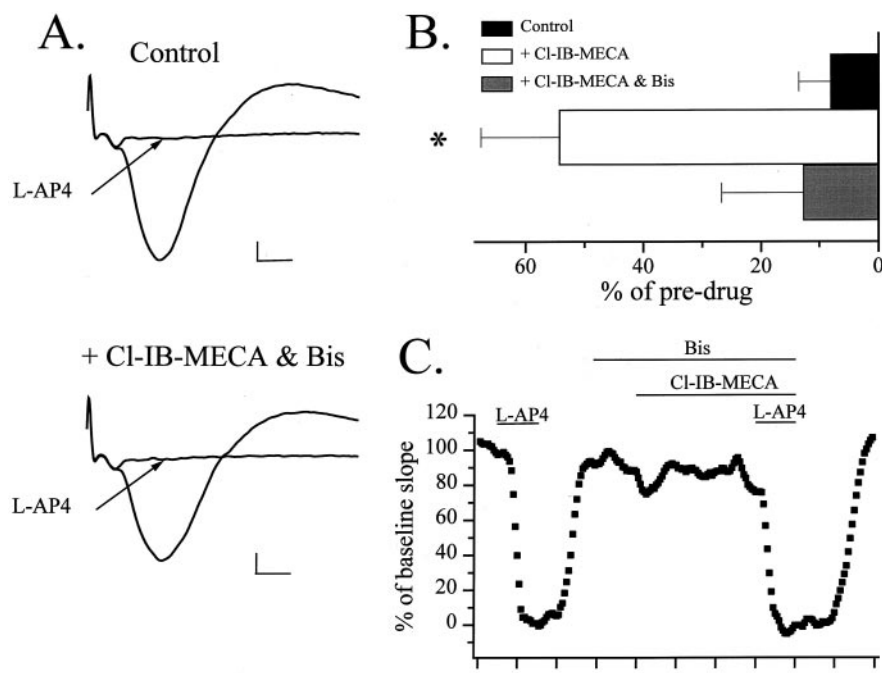 A.
Control
L-AP4
+ Cl-IB-MECA & Bis
L-AP4
B.
Control
+ Cl-IB-MECA
+ Cl-IB-MECA & Bis
*
60 40 20 0
% of pre-drug
C.
Bis
Cl-IB-MECA
L-AP4 L-AP4
% of baseline slope
120
100
80
60
40
20
0